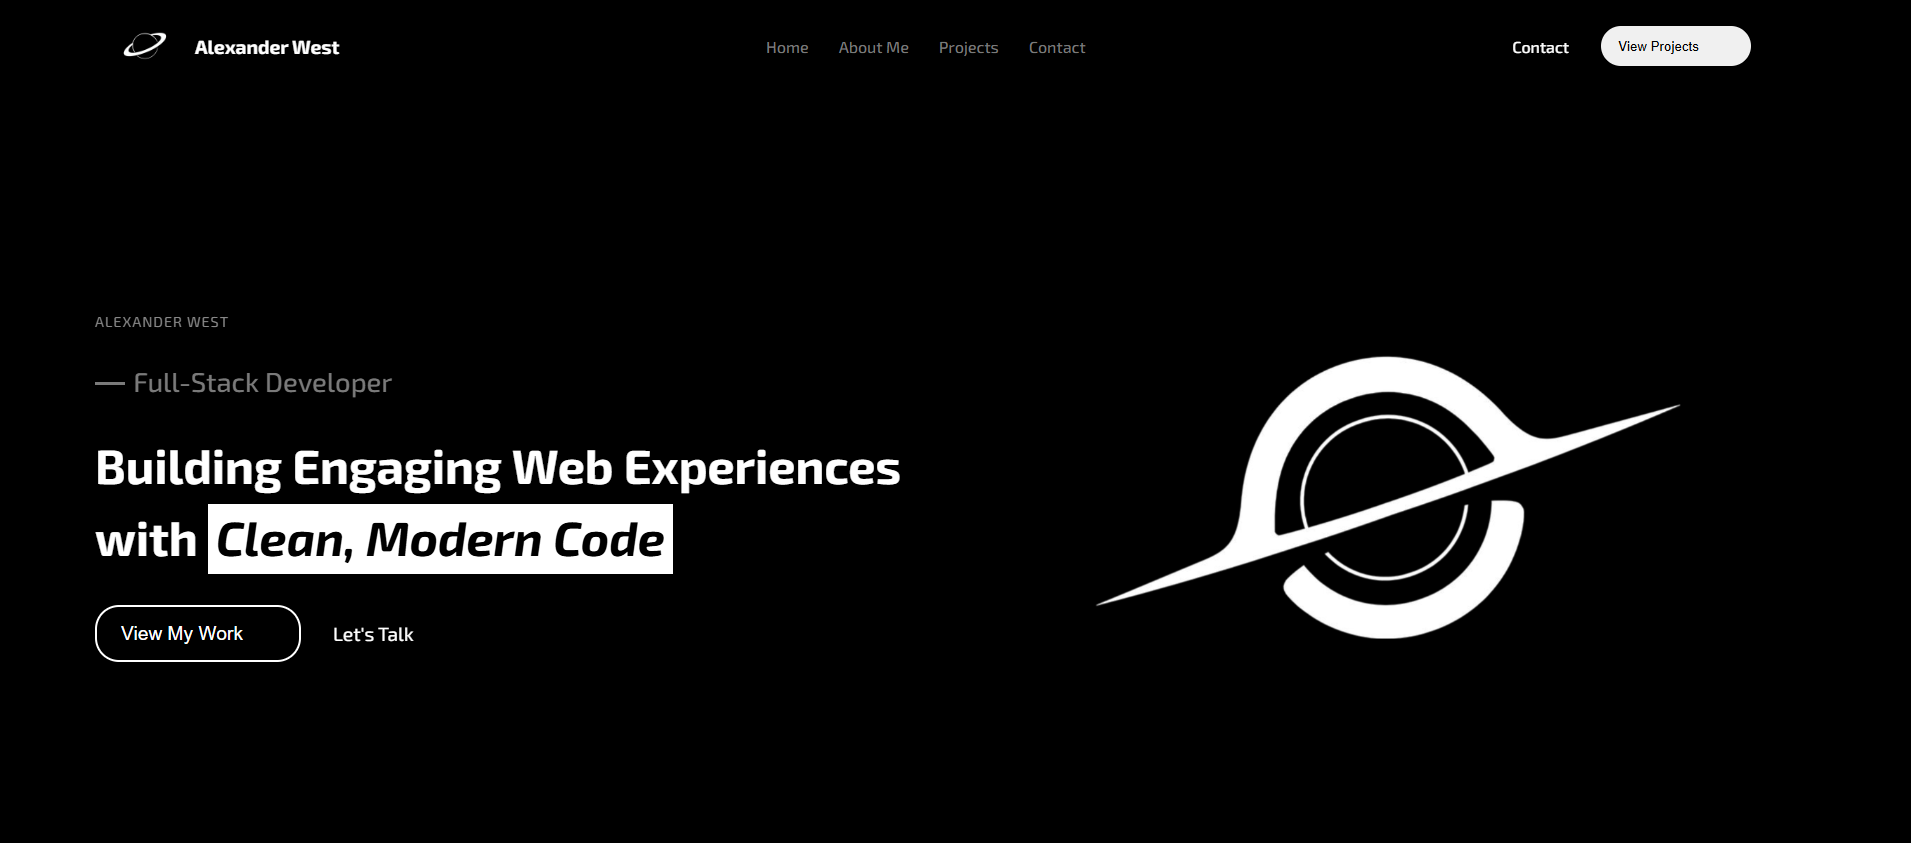 Alexander West
Home About Me Projects Contact
Contact View Projects
ALEXANDER WEST
Full-Stack Developer
Building Engaging Web Experiences
with Clean, Modern Code
View My Work Let's Talk